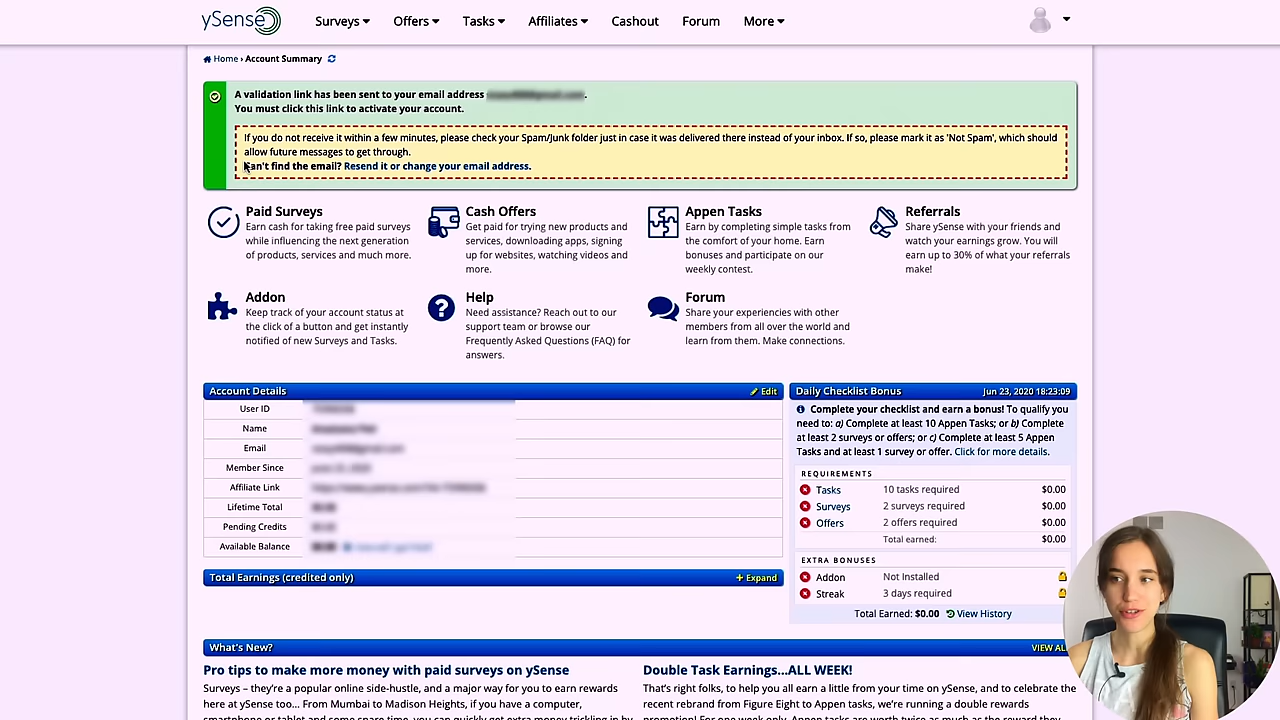 ySense
Surveys
Offers
Tasks
Affiliates
Cashout
Forum
More
Home › Account Summary
A validation link has been sent to your email address
You must click this link to activate your account.
If you do not receive it within a few minutes, please check your Spam/Junk folder just in case it was delivered there instead of your inbox. If so, please mark it as 'Not Spam', which should
allow future messages to get through.
Can't find the email? Resend it or change your email address.
Paid Surveys
Earn cash for taking free paid surveys
while influencing the next generation
of products, services and much more.
Cash Offers
Get paid for trying new products and
services, downloading apps, signing
up for websites, watching videos and
more.
Appen Tasks
Earn by completing simple tasks from
the comfort of your home. Earn
bonuses and participate on our
weekly contest.
Referrals
Share ySense with your friends and
watch your earnings grow. You will
earn up to 30% of what your referrals
make!
Addon
Keep track of your account status at
the click of a button and get instantly
notified of new Surveys and Tasks.
Help
Need assistance? Reach out to our
support team or browse our
Frequently Asked Questions (FAQ) for
answers.
Forum
Share your experiences with other
members from all over the world and
learn from them. Make connections.
Account Details Edit
User ID
Name
Email
Member Since
Affiliate Link
Lifetime Total
Pending Credits
Available Balance
Total Earnings (credited only) + Expand
Daily Checklist Bonus Jun 23, 2020 18:23:09
Complete your checklist and earn a bonus! To qualify you
need to: a) Complete at least 10 Appen Tasks; or b) Complete
at least 2 surveys or offers; or c) Complete at least 5 Appen
Tasks and at least 1 survey or offer. Click for more details.
REQUIREMENTS
Tasks 10 tasks required $0.00
Surveys 2 surveys required $0.00
Offers 2 offers required $0.00
Total earned: $0.00
EXTRA BONUSES
Addon Not Installed
Streak 3 days required
Total Earned: $0.00 View History
What's New? VIEW AL
Pro tips to make more money with paid surveys on ySense
Surveys – they're a popular online side-hustle, and a major way for you to earn rewards
here at ySense too... From Mumbai to Madison Heights, if you have a computer,
smartphone or tablet and some spare time, you can quickly get extra money trickling in by
Double Task Earnings...ALL WEEK!
That's right folks, to help you all earn a little from your time on ySense, and to celebrate the
recent rebrand from Figure Eight to Appen tasks, we're running a double rewards
promotion! For one week only, Appen tasks are worth twice as much as the reward they